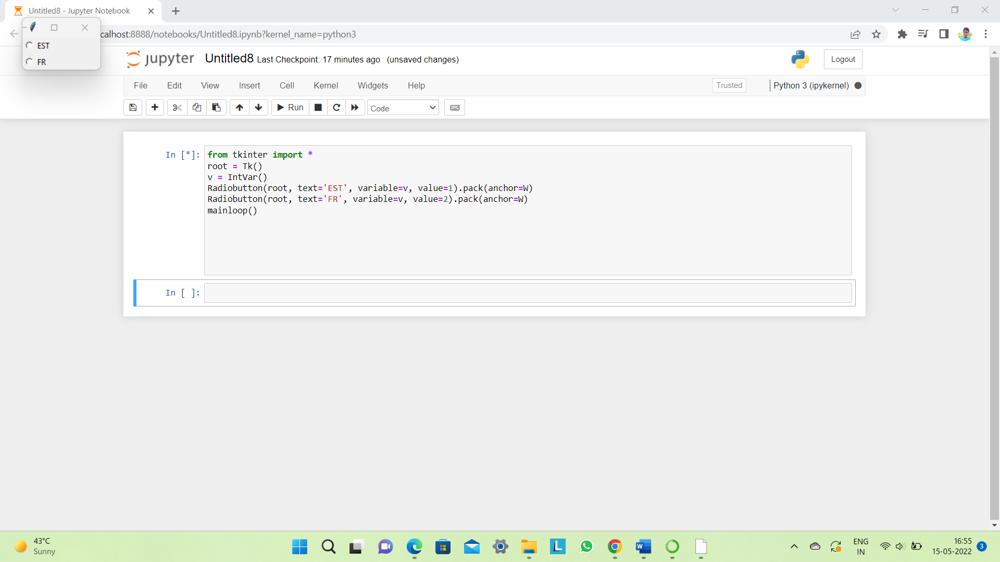 Untitled8 - Jupyter Notebook
EST
FR
calhost:8888/notebooks/Untitled8.ipynb?kernel_name=python3
jupyter Untitled8 Last Checkpoint: 17 minutes ago (unsaved changes)
Logout
File Edit View Insert Cell Kernel Widgets Help
Trusted
Python 3 (ipykernel)
Run
Code
In [*]:
from tkinter import *
root = Tk()
v = IntVar()
Radiobutton(root, text='EST', variable=v, value=1).pack(anchor=W)
Radiobutton(root, text='FR', variable=v, value=2).pack(anchor=W)
mainloop()
In [ ]:
43°C
Sunny
L
W
ENG
IN
16:55
15-05-2022
3